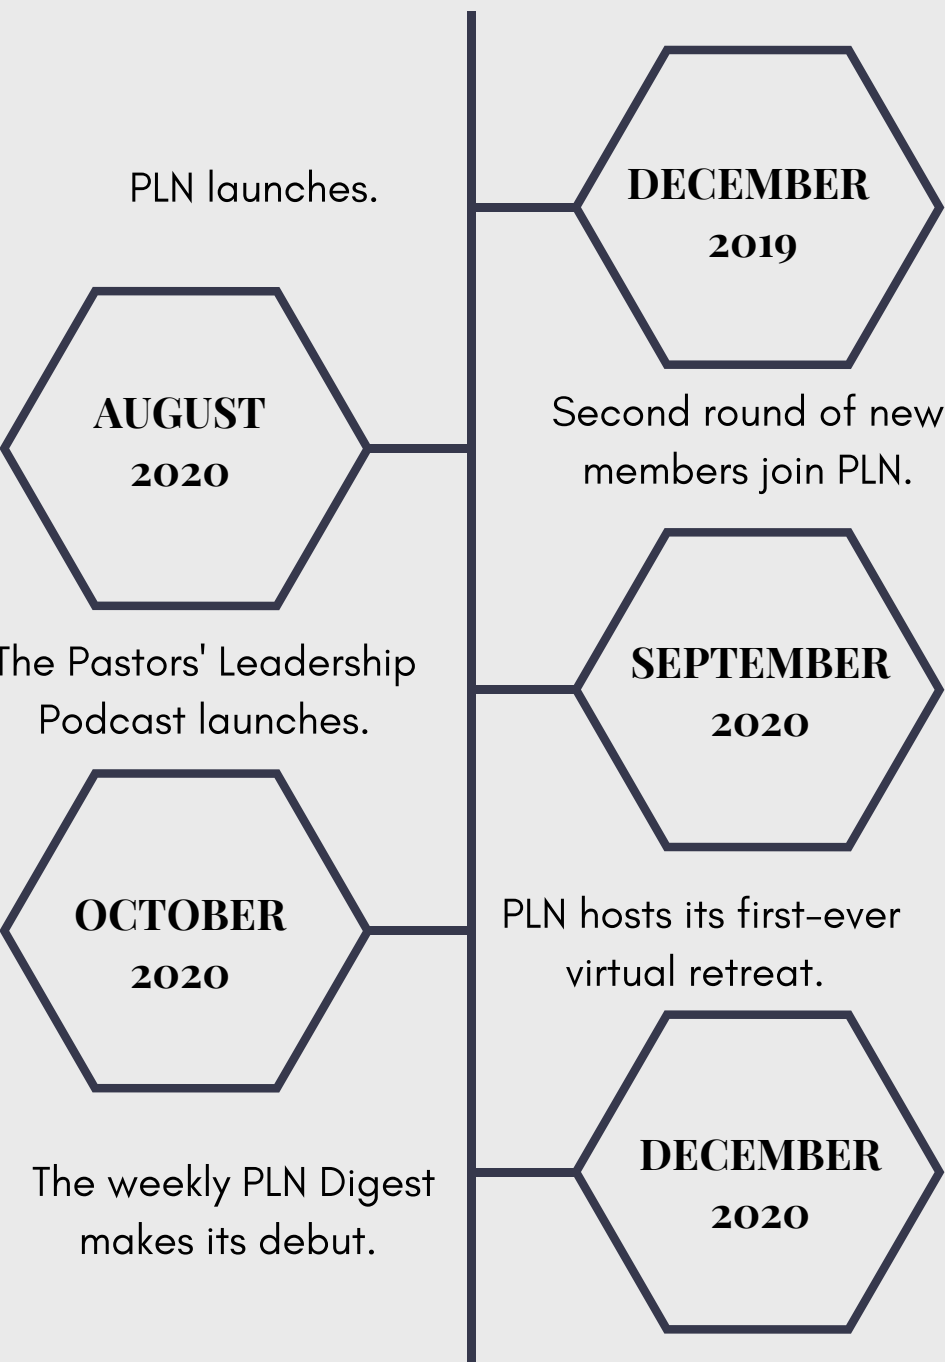 PLN launches.
DECEMBER
2019
AUGUST
2020
Second round of new
members join PLN.
The Pastors' Leadership
Podcast launches.
SEPTEMBER
2020
OCTOBER
2020
PLN hosts its first-ever
virtual retreat.
The weekly PLN Digest
makes its debut.
DECEMBER
2020